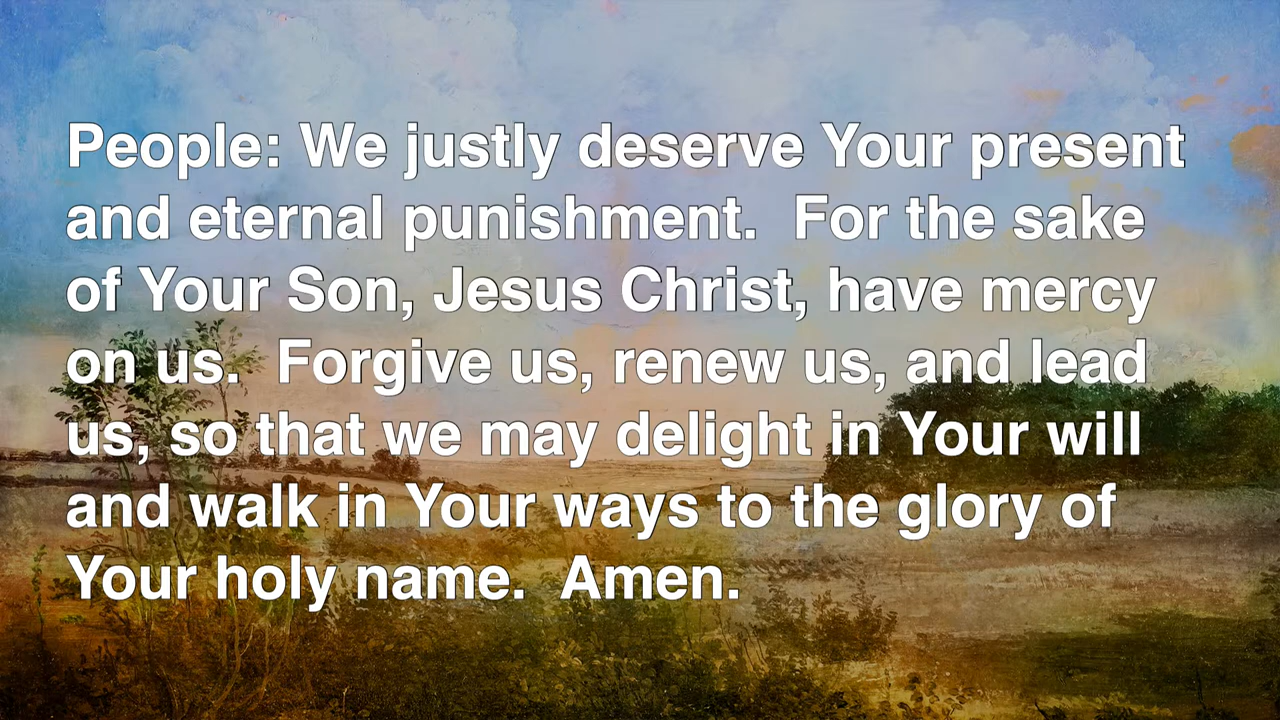 People: We justly deserve Your present
and eternal punishment.  For the sake
of Your Son, Jesus Christ, have mercy
on us.  Forgive us, renew us, and lead
us, so that we may delight in Your will
and walk in Your ways to the glory of
Your holy name.  Amen.